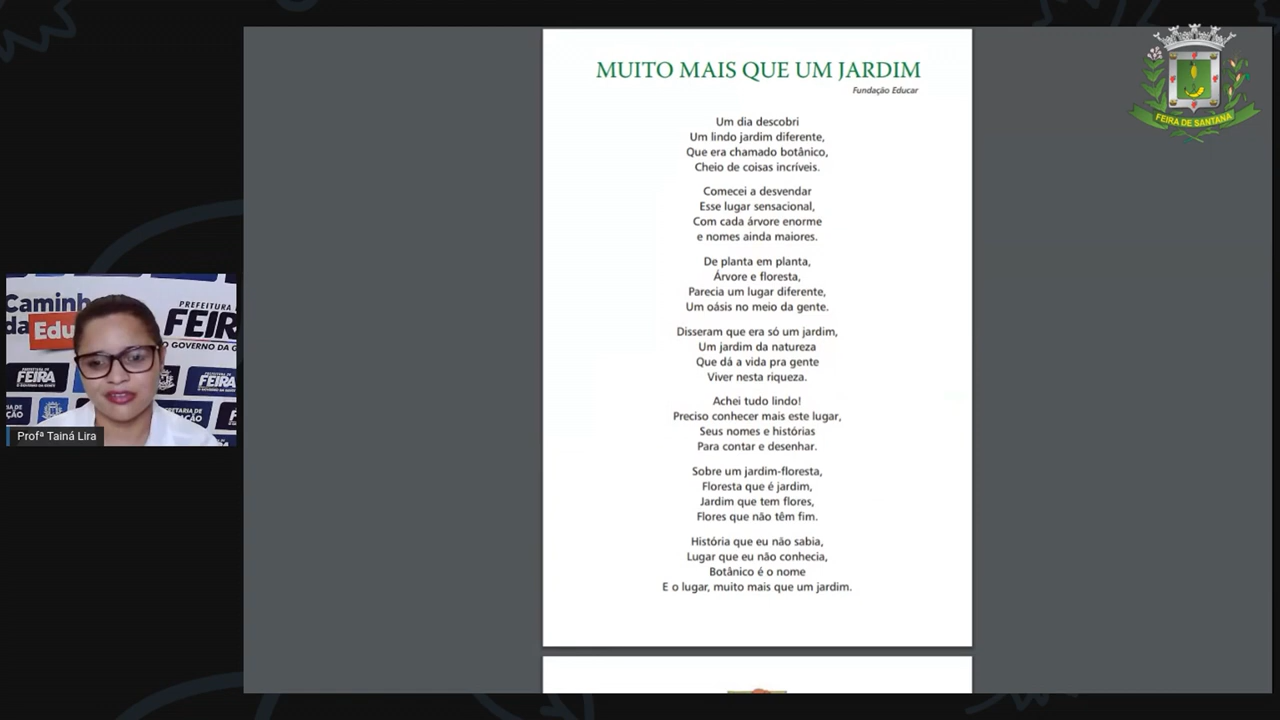 MUITO MAIS QUE UM JARDIM
Fundação Educar
Um dia descobri
Um lindo jardim diferente,
Que era chamado botânico,
Cheio de coisas incríveis.
Comecei a desvendar
Esse lugar sensacional,
Com cada árvore enorme
e nomes ainda maiores.
De planta em planta,
Árvore e floresta,
Parecia um lugar diferente,
Um oásis no meio da gente.
Disseram que era só um jardim,
Um jardim da natureza
Que dá a vida pra gente
Viver nesta riqueza.
Achei tudo lindo!
Preciso conhecer mais este lugar,
Seus nomes e histórias
Para contar e desenhar.
Sobre um jardim-floresta,
Floresta que é jardim,
Jardim que tem flores,
Flores que não têm fim.
História que eu não sabia,
Lugar que eu não conhecia,
Botânico é o nome
E o lugar, muito mais que um jardim.
FEIRA DE SANTANA
Caminh
da Edu
PREFEITURA
FEIR
O GOVERNO DA G
FEIRA
FEIRA
Profª Tainá Lira